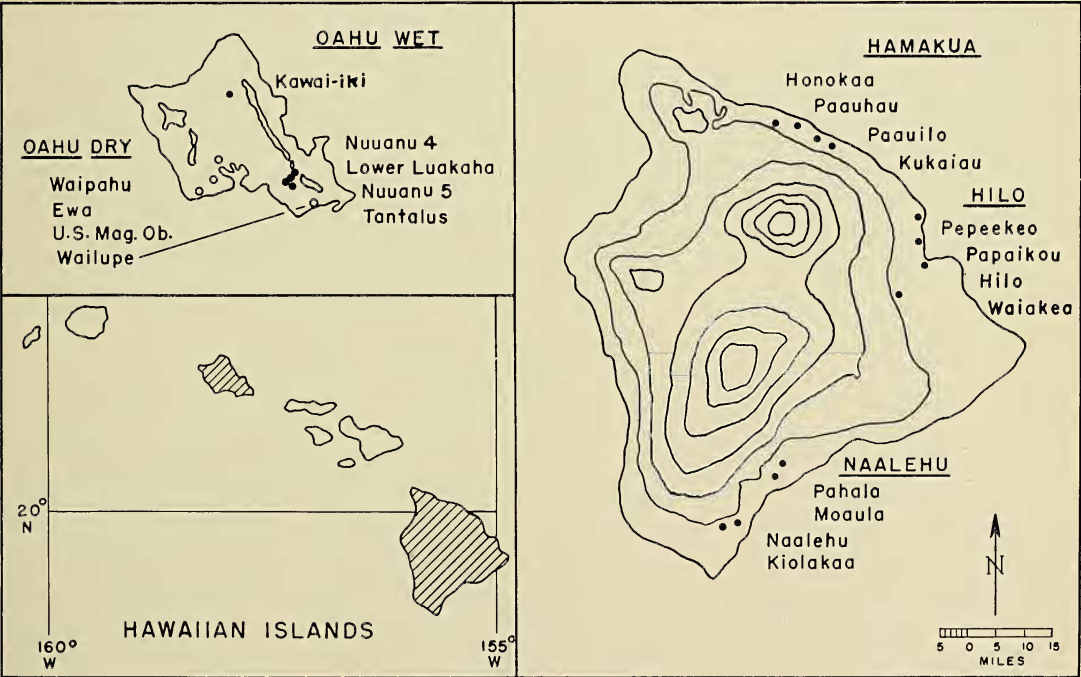 OAHU WET
Kawai-iki
OAHU DRY
Waipahu
Ewa
U.S. Mag. Ob.
Wailupe
Nuuanu 4
Lower Luakaha
Nuuanu 5
Tantalus
20°
N
160°
W
155°
W
HAWAIIAN ISLANDS
HAMAKUA
Honokaa
Paauhau
Paauilo
Kukaiau
HILO
Pepeekeo
Papaikou
Hilo
Waiakea
NAALEHU
Pahala
Moaula
Naalehu
Kiolakaa
N
5 0 5 10 15
MILES